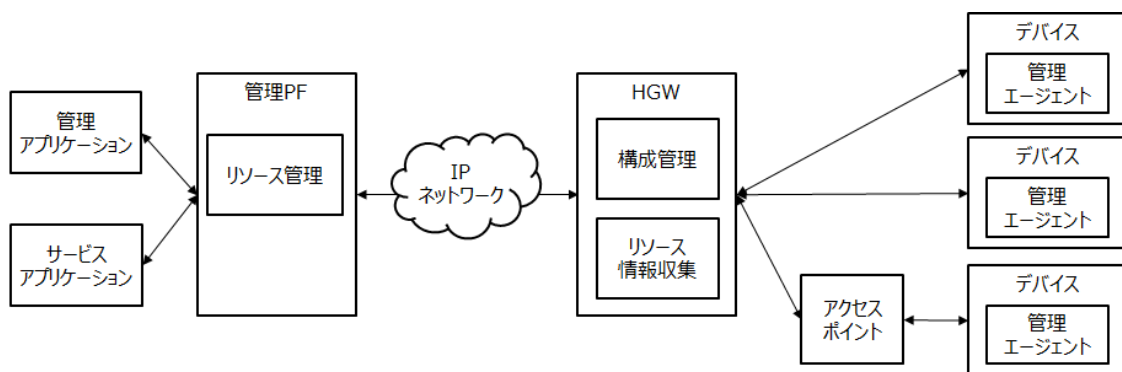 管理
アプリケーション
サービス
アプリケーション
管理PF
リソース管理
IP
ネットワーク
HGW
構成管理
リソース
情報収集
アクセス
ポイント
デバイス
管理
エージェント
デバイス
管理
エージェント
デバイス
管理
エージェント